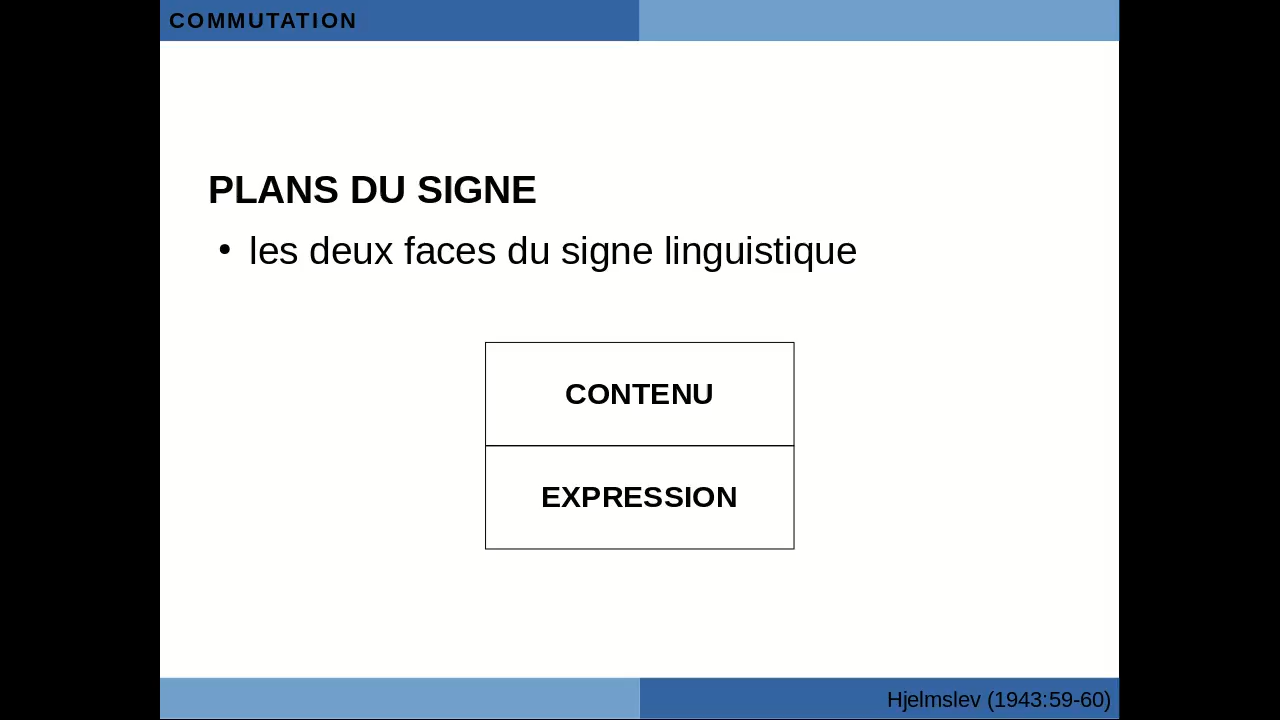 COMMUTATION
PLANS DU SIGNE
• les deux faces du signe linguistique
CONTENU
EXPRESSION
Hjelmslev (1943:59-60)